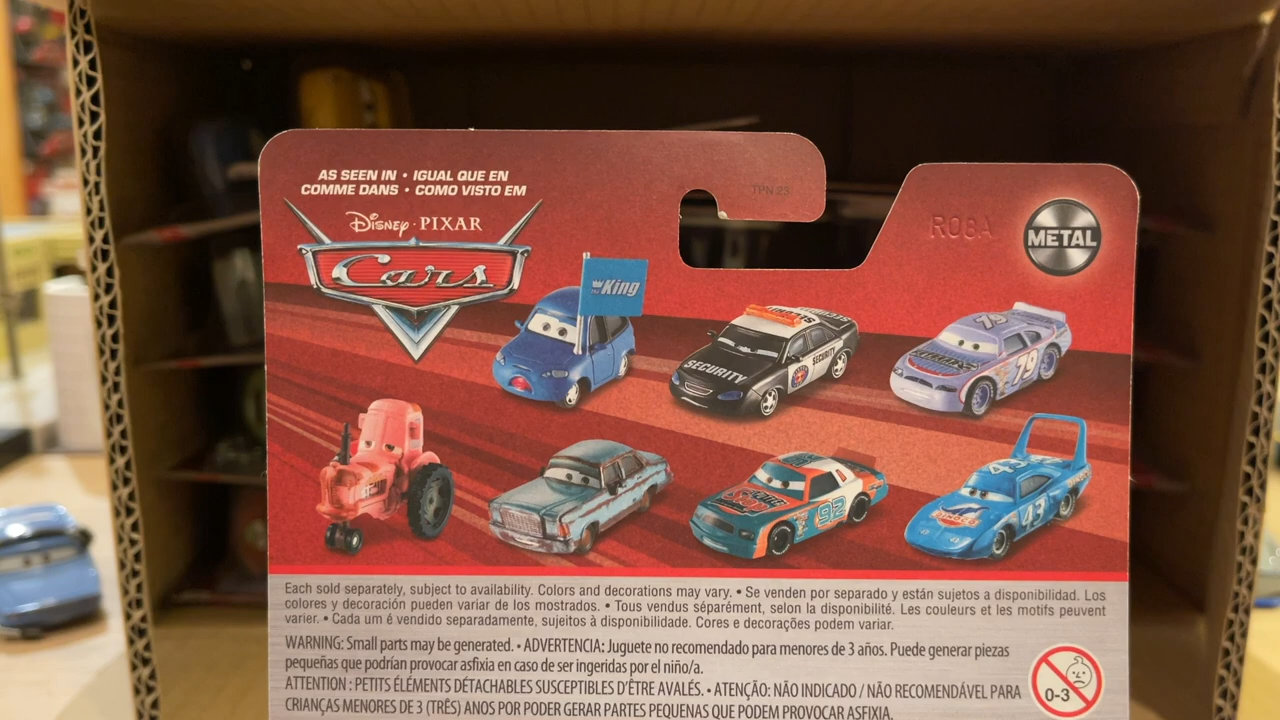 AS SEEN IN • IGUAL QUE EN
COMME DANS • COMO VISTO EM
Disney • PIXAR
Cars
TPN 23
R08A
METAL
the King
SECURITY
SECURITY
SECURITY
79
79
92
43
43
Each sold separately, subject to availability. Colors and decorations may vary. • Se venden por separado y están sujetos a disponibilidad. Los
colores y decoración pueden variar de los mostrados. • Tous vendus séparément, selon la disponibilité. Les couleurs et les motifs peuvent
varier. • Cada um é vendido separadamente, sujeitos à disponibilidade. Cores e decorações podem variar.
WARNING: Small parts may be generated. • ADVERTENCIA: Juguete no recomendado para menores de 3 años. Puede generar piezas
pequeñas que podrían provocar asfixia en caso de ser ingeridas por el niño/a.
ATTENTION : PETITS ÉLÉMENTS DÉTACHABLES SUSCEPTIBLES D'ÊTRE AVALÉS. • ATENÇÃO: NÃO INDICADO / NÃO RECOMENDÁVEL PARA
CRIANÇAS MENORES DE 3 (TRÊS) ANOS POR PODER GERAR PARTES PEQUENAS QUE PODEM PROVOCAR ASFIXIA.
0-3